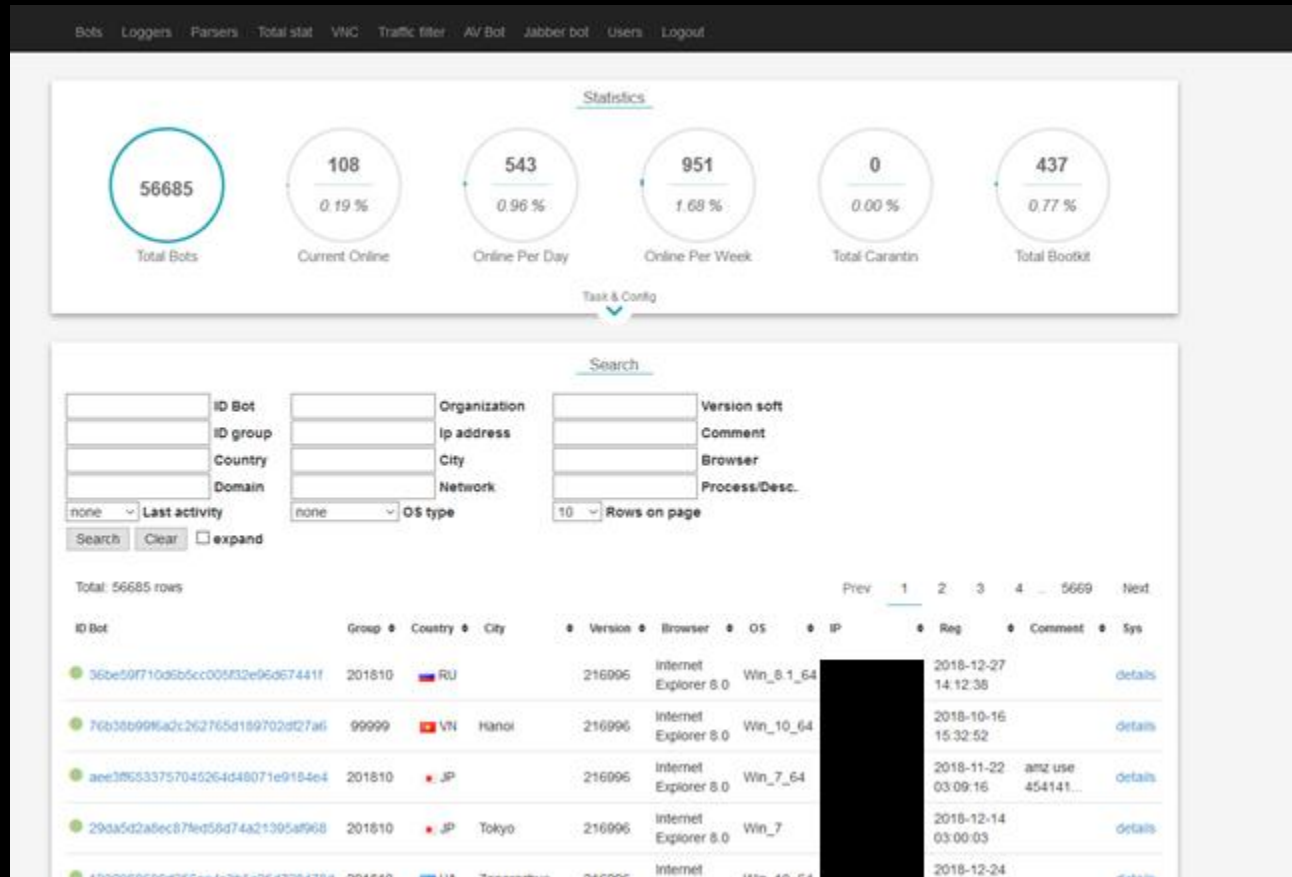 Bots Loggers Parsers Total stat VNC Traffic filter AV Bot Jabber bot Users Logout
Statistics
56685
Total Bots
108
0.19 %
Current Online
543
0.96 %
Online Per Day
951
1.68 %
Online Per Week
0
0.00 %
Total Carantin
437
0.77 %
Total Bootkit
Task & Config
Search
ID Bot Organization Version soft
ID group Ip address Comment
Country City Browser
Domain Network Process/Desc.
none Last activity none OS type 10 Rows on page
Search Clear expand
Total: 56685 rows Prev 1 2 3 4 ... 5669 Next
ID Bot Group Country City Version Browser OS IP Reg Comment Sys
201810 RU 216996 Internet Explorer 8.0 Win_8.1_64 2018-12-27 14:12:38 details
99999 VN Hanoi 216996 Internet Explorer 8.0 Win_10_64 2018-10-16 15:32:52 details
201810 JP 216996 Internet Explorer 8.0 Win_7_64 2018-11-22 03:09:16 amz use 454141... details
201810 JP Tokyo 216996 Internet Explorer 8.0 Win_7 2018-12-14 03:00:03 details
Internet 2018-12-24